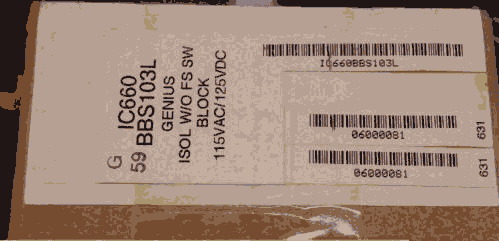 G IC660
59 BBS103L
GENIUS
ISOL W/O FS SW
BLOCK
115VAC/125VDC
IC660BBS103L
06000081
631
06000081
631